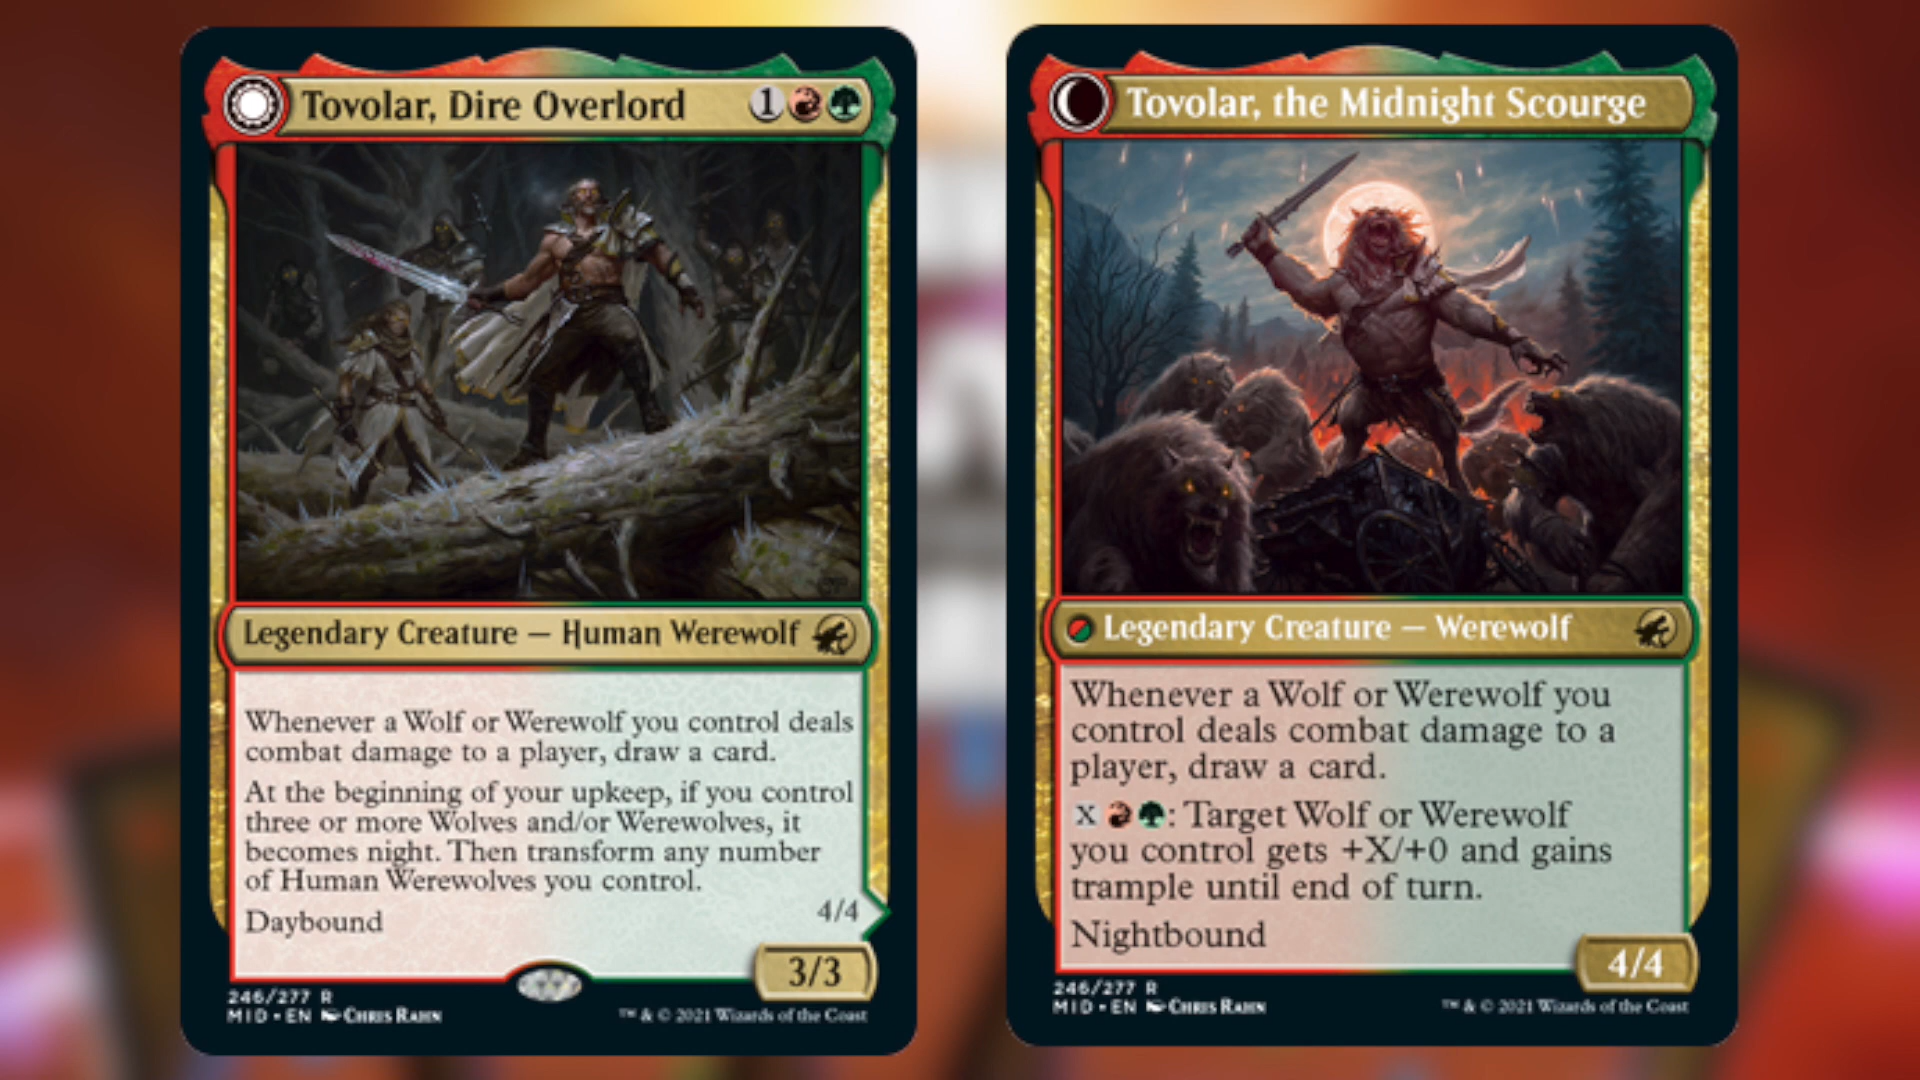 Tovolar, Dire Overlord 1
Whenever a Wolf or Werewolf you control deals
combat damage to a player, draw a card.
At the beginning of your upkeep, if you control
three or more Wolves and/or Werewolves, it
becomes night. Then transform any number
of Human Werewolves you control.
Daybound
4/4
Legendary Creature — Human Werewolf
3/3
246/277 R
MID • EN Chris Rahn
™ & © 2021 Wizards of the Coast
Tovolar, the Midnight Scourge
Legendary Creature — Werewolf
Whenever a Wolf or Werewolf you
control deals combat damage to a
player, draw a card.
X : Target Wolf or Werewolf
you control gets +X/+0 and gains
trample until end of turn.
Nightbound
4/4
246/277 R
MID • EN Chris Rahn
™ & © 2021 Wizards of the Coast